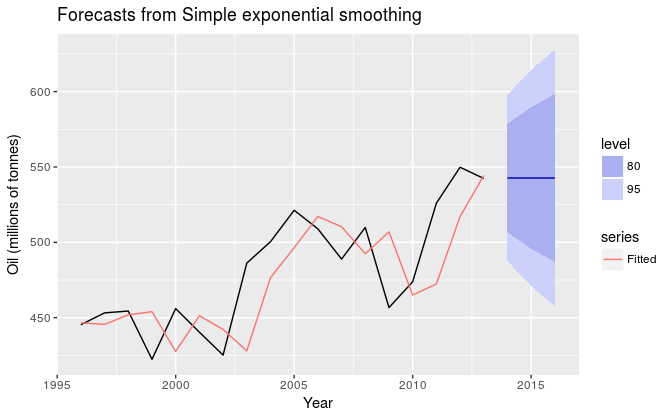 Forecasts from Simple exponential smoothing
600
550
500
450
Oil (millions of tonnes)
1995 2000 2005 2010 2015
Year
level
80
95
series
Fitted